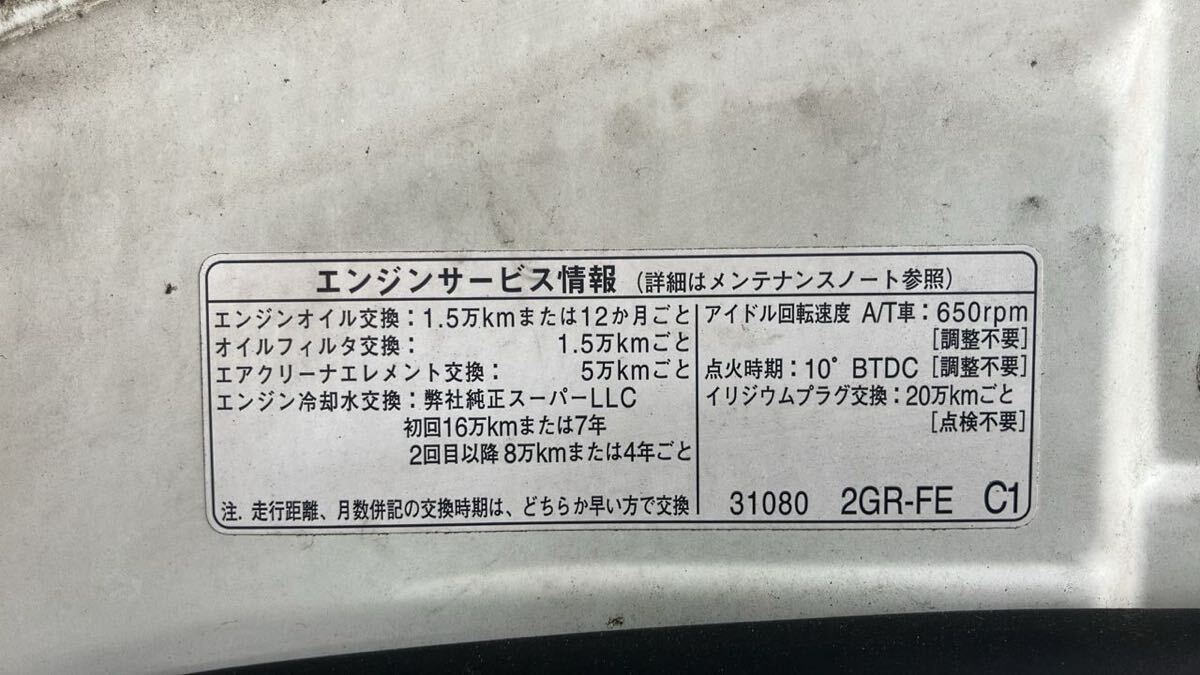 エンジンサービス情報（詳細はメンテナンスノート参照）
エンジンオイル交換：1.5万kmまたは12か月ごと
オイルフィルタ交換：1.5万kmごと
エアクリーナエレメント交換：5万kmごと
エンジン冷却水交換：弊社純正スーパーLLC
初回16万kmまたは7年
2回目以降8万kmまたは4年ごと
注. 走行距離、月数併記の交換時期は、どちらか早い方で交換
アイドル回転速度 A/T車：650rpm
[調整不要]
点火時期：10° BTDC [調整不要]
イリジウムプラグ交換：20万kmごと
[点検不要]
31080 2GR-FE C1